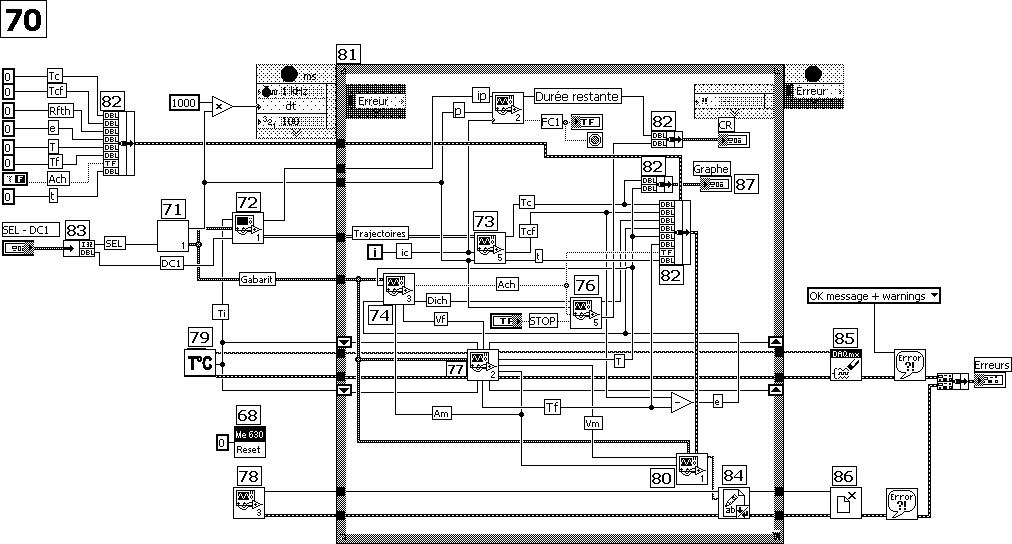 70
81
ms
1 kHz
dt
100
1000
×
Erreur
ip
p
2
Durée restante
FC1
TF
82
DBL
DBL
CR
Erreur
0 Tc
0 Tcf
0 Rfth
0 e
0 T
0 Tf
F Ach
0 t
82
DBL
DBL
DBL
DBL
DBL
DBL
TF
DBL
82
DBL
DBL
Graphe
87
71
1
72
1
SEL - DC1
83
DBL
SEL
DC1
Trajectoires
i
ic
73
5
Tc
Tcf
t
DBL
DBL
DBL
DBL
DBL
DBL
TF
DBL
82
Gabarit
74
3
Ach
Dich
Vf
76
5
TF
STOP
Ti
79
T°C
77
2
T
Am
Tf
Vm
-
e
OK message + warnings
85
DAQmx
Error
?!
Erreurs
68
0
Me 630
Reset
78
3
80
1
84
ab
86
Error
?!